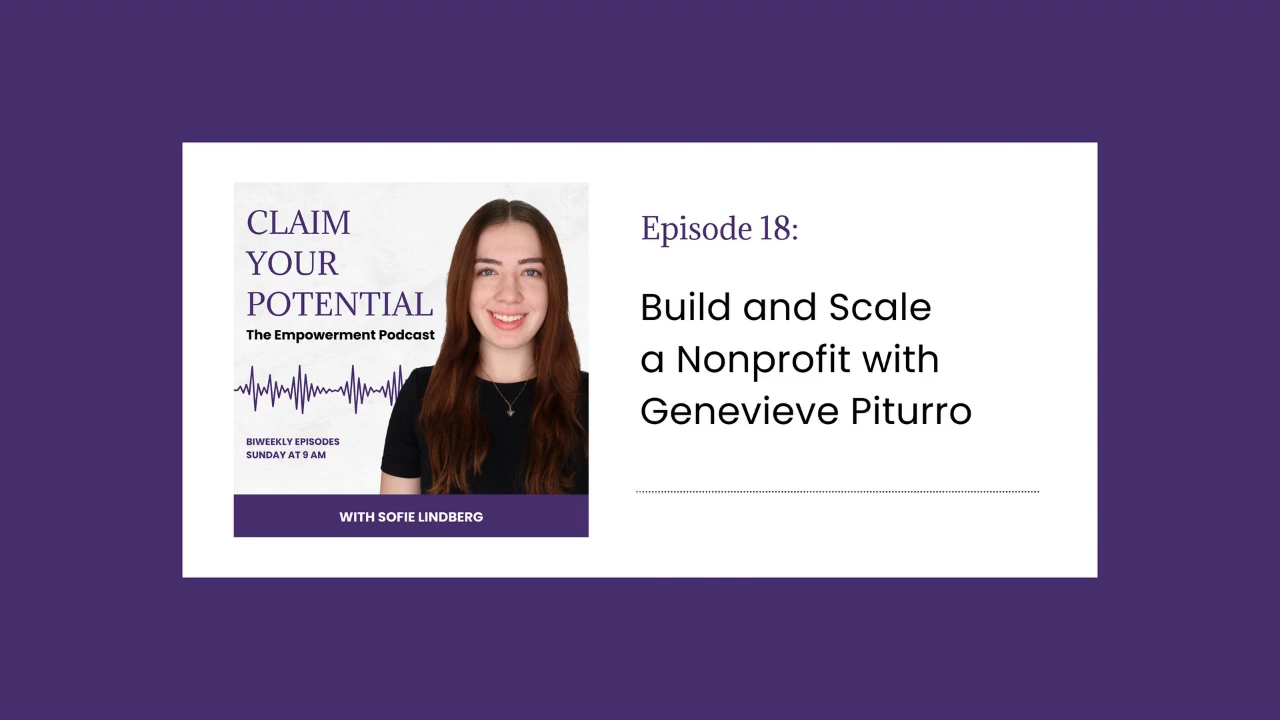 CLAIM
YOUR
POTENTIAL
The Empowerment Podcast
BIWEEKLY EPISODES
SUNDAY AT 9 AM
WITH SOFIE LINDBERG
Episode 18:
Build and Scale
a Nonprofit with
Genevieve Piturro